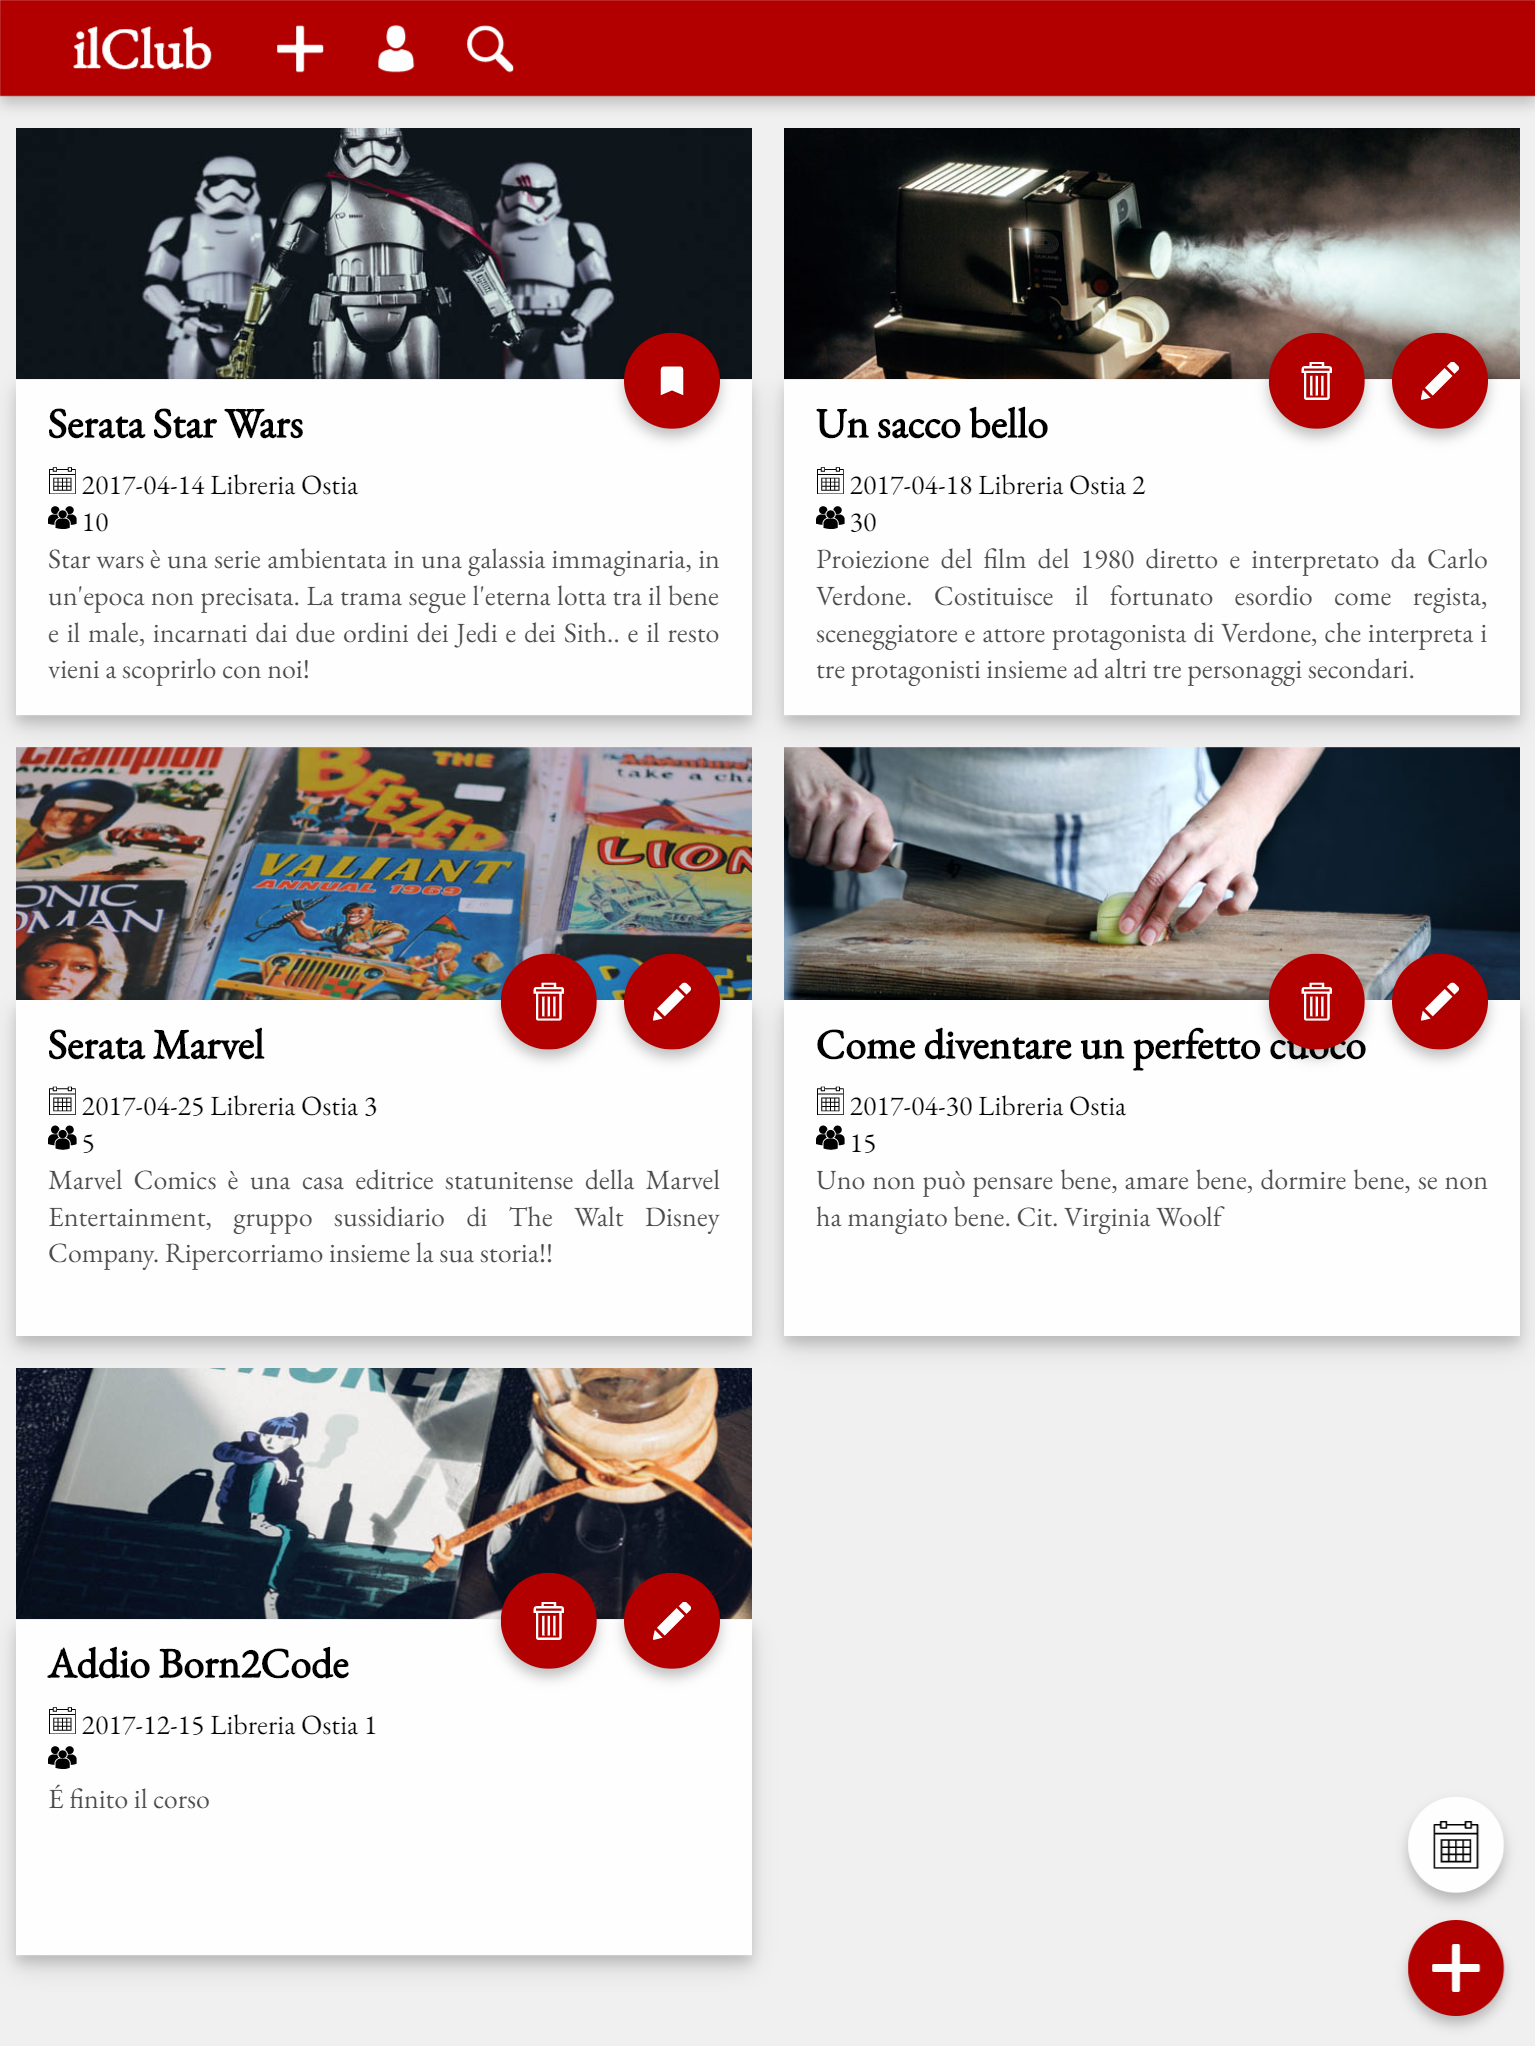 ilClub
Serata Star Wars
2017-04-14 Libreria Ostia
10
Star wars è una serie ambientata in una galassia immaginaria, in
un'epoca non precisata. La trama segue l'eterna lotta tra il bene
e il male, incarnati dai due ordini dei Jedi e dei Sith.. e il resto
vieni a scoprirlo con noi!
Un sacco bello
2017-04-18 Libreria Ostia 2
30
Proiezione del film del 1980 diretto e interpretato da Carlo
Verdone. Costituisce il fortunato esordio come regista,
sceneggiatore e attore protagonista di Verdone, che interpreta i
tre protagonisti insieme ad altri tre personaggi secondari.
Champion
ANNUAL 1968
THE
BEEZER
Adventure
take a
VALIANT
ANNUAL 1969
LION
ONIC
OMAN
Serata Marvel
2017-04-25 Libreria Ostia 3
5
Marvel Comics è una casa editrice statunitense della Marvel
Entertainment, gruppo sussidiario di The Walt Disney
Company. Ripercorriamo insieme la sua storia!!
Come diventare un perfetto cuoco
2017-04-30 Libreria Ostia
15
Uno non può pensare bene, amare bene, dormire bene, se non
ha mangiato bene. Cit. Virginia Woolf
Addio Born2Code
2017-12-15 Libreria Ostia 1
É finito il corso